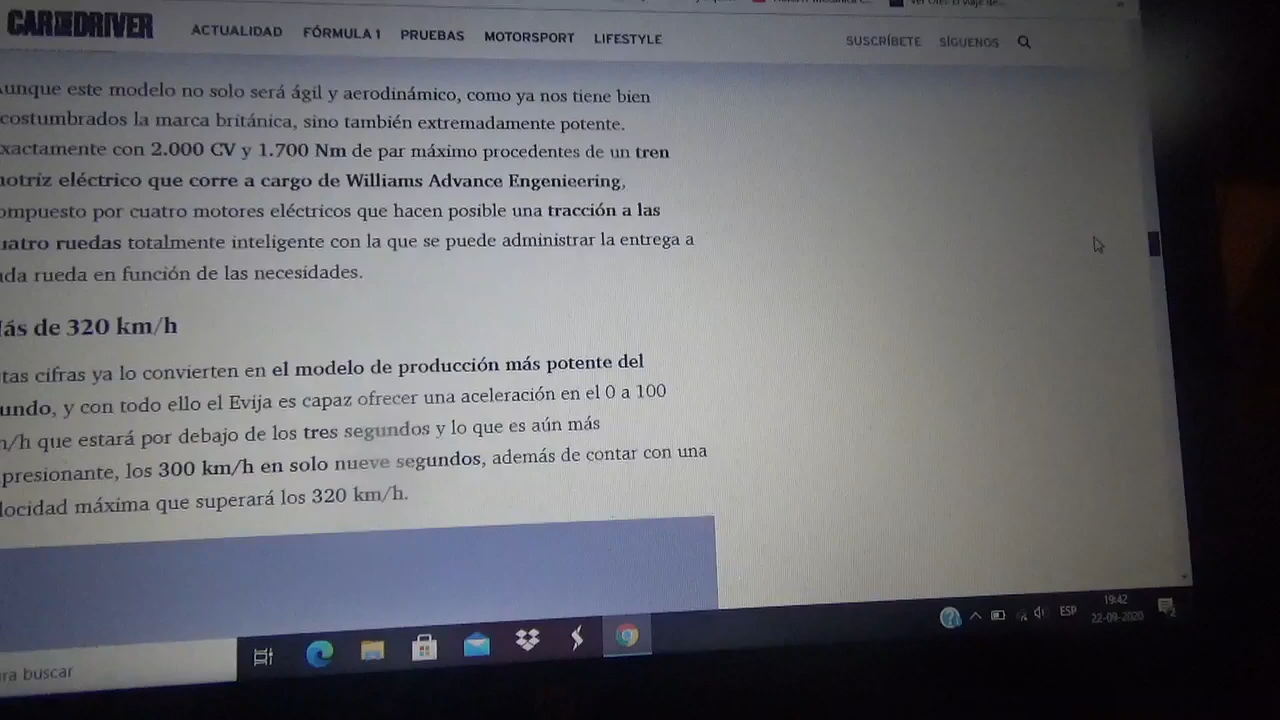 CAR AND DRIVER
ACTUALIDAD FÓRMULA 1 PRUEBAS MOTORSPORT LIFESTYLE SUSCRÍBETE SÍGUENOS
unque este modelo no solo será ágil y aerodinámico, como ya nos tiene bien
costumbrados la marca británica, sino también extremadamente potente.
xactamente con 2.000 CV y 1.700 Nm de par máximo procedentes de un tren
notriz eléctrico que corre a cargo de Williams Advance Engenieering,
ompuesto por cuatro motores eléctricos que hacen posible una tracción a las
uatro ruedas totalmente inteligente con la que se puede administrar la entrega a
ada rueda en función de las necesidades.
ás de 320 km/h
tas cifras ya lo convierten en el modelo de producción más potente del
undo, y con todo ello el Evija es capaz ofrecer una aceleración en el 0 a 100
n/h que estará por debajo de los tres segundos y lo que es aún más
presionante, los 300 km/h en solo nueve segundos, además de contar con una
locidad máxima que superará los 320 km/h.
ra buscar
ESP
19:42
22-09-2020
2